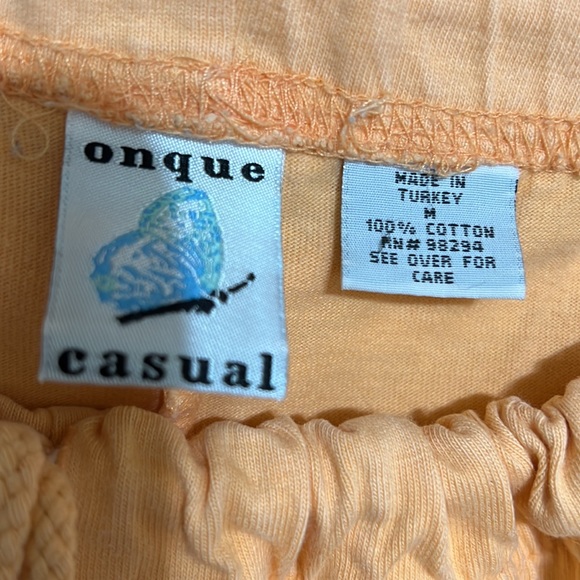 onque
casual
MADE IN
TURKEY
M
100% COTTON
RN# 98294
SEE OVER FOR
CARE